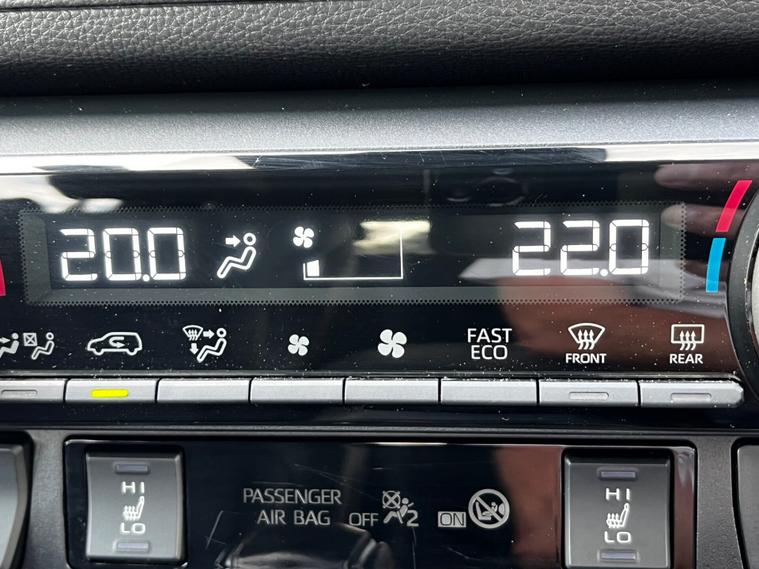 20.0 22.0
FAST
ECO
FRONT
REAR
HI
LO
PASSENGER
AIR BAG OFF 2 ON
HI
LO